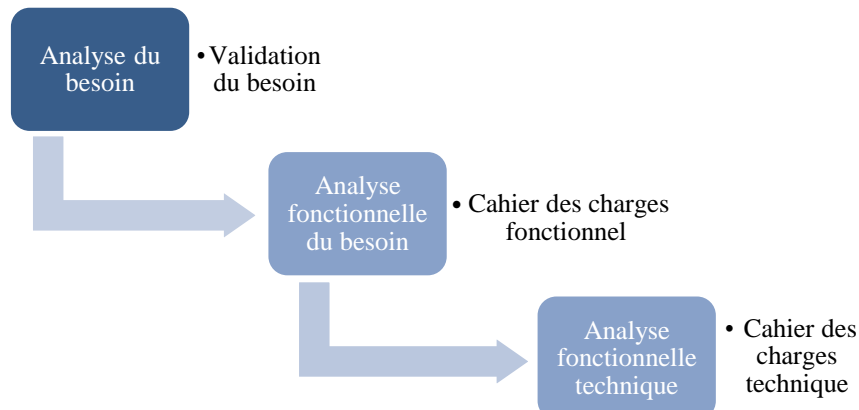 Analyse du
besoin
• Validation
du besoin
Analyse
fonctionnelle
du besoin
• Cahier des charges
fonctionnel
Analyse
fonctionnelle
technique
• Cahier des
charges
technique